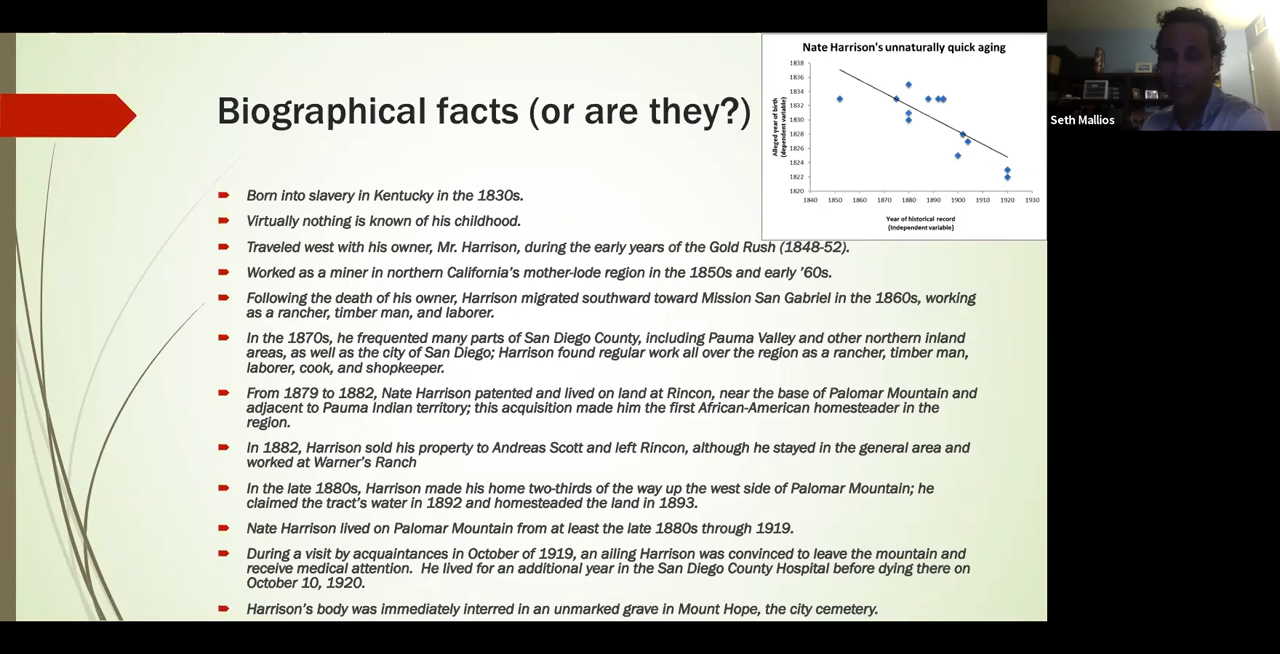 Biographical facts (or are they?)
Born into slavery in Kentucky in the 1830s.
Virtually nothing is known of his childhood.
Traveled west with his owner, Mr. Harrison, during the early years of the Gold Rush (1848-52).
Worked as a miner in northern California's mother-lode region in the 1850s and early '60s.
Following the death of his owner, Harrison migrated southward toward Mission San Gabriel in the 1860s, working
as a rancher, timber man, and laborer.
In the 1870s, he frequented many parts of San Diego County, including Pauma Valley and other northern inland
areas, as well as the city of San Diego; Harrison found regular work all over the region as a rancher, timber man,
laborer, cook, and shopkeeper.
From 1879 to 1882, Nate Harrison patented and lived on land at Rincon, near the base of Palomar Mountain and
adjacent to Pauma Indian territory; this acquisition made him the first African-American homesteader in the
region.
In 1882, Harrison sold his property to Andreas Scott and left Rincon, although he stayed in the general area and
worked at Warner's Ranch
In the late 1880s, Harrison made his home two-thirds of the way up the west side of Palomar Mountain; he
claimed the tract's water in 1892 and homesteaded the land in 1893.
Nate Harrison lived on Palomar Mountain from at least the late 1880s through 1919.
During a visit by acquaintances in October of 1919, an ailing Harrison was convinced to leave the mountain and
receive medical attention.  He lived for an additional year in the San Diego County Hospital before dying there on
October 10, 1920.
Harrison's body was immediately interred in an unmarked grave in Mount Hope, the city cemetery.
Nate Harrison's unnaturally quick aging
Alleged year of birth
(dependent variable)
1838
1836
1834
1832
1830
1828
1826
1824
1822
1820
1840 1850 1860 1870 1880 1890 1900 1910 1920 1930
Year of historical record
(Independent variable)
Seth Mallios